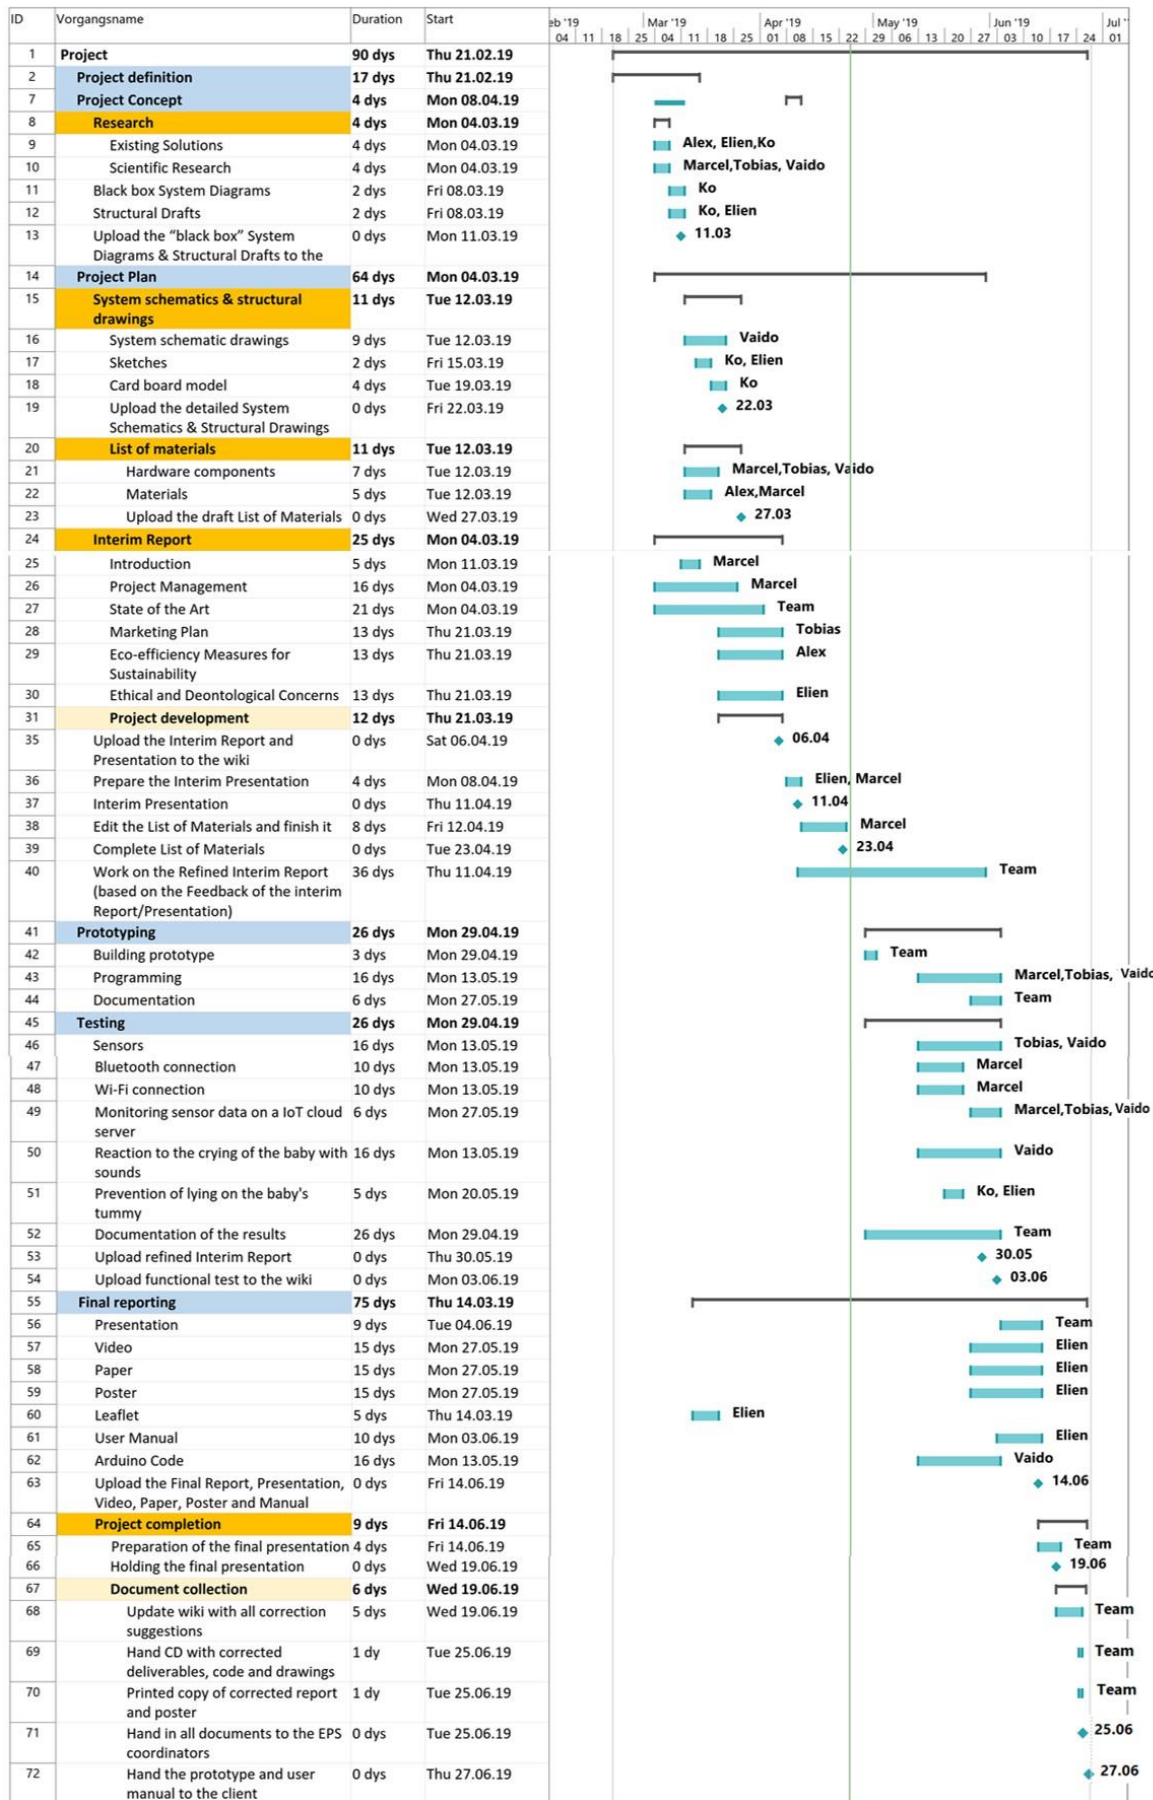 ID Vorgangsname Duration Start eb '19 Mar '19 Apr '19 May '19 Jun '19 Jul '
04 11 18 25 04 11 18 25 01 08 15 22 29 06 13 20 27 03 10 17 24 01
1 Project 90 dys Thu 21.02.19
2 Project definition 17 dys Thu 21.02.19
7 Project Concept 4 dys Mon 08.04.19
8 Research 4 dys Mon 04.03.19
9 Existing Solutions 4 dys Mon 04.03.19 Alex, Elien,Ko
10 Scientific Research 4 dys Mon 04.03.19 Marcel,Tobias, Vaido
11 Black box System Diagrams 2 dys Fri 08.03.19 Ko
12 Structural Drafts 2 dys Fri 08.03.19 Ko, Elien
13 Upload the "black box" System 0 dys Mon 11.03.19 11.03
Diagrams & Structural Drafts to the
14 Project Plan 64 dys Mon 04.03.19
15 System schematics & structural 11 dys Tue 12.03.19
drawings
16 System schematic drawings 9 dys Tue 12.03.19 Vaido
17 Sketches 2 dys Fri 15.03.19 Ko, Elien
18 Card board model 4 dys Tue 19.03.19 Ko
19 Upload the detailed System 0 dys Fri 22.03.19 22.03
Schematics & Structural Drawings
20 List of materials 11 dys Tue 12.03.19
21 Hardware components 7 dys Tue 12.03.19 Marcel,Tobias, Vaido
22 Materials 5 dys Tue 12.03.19 Alex,Marcel
23 Upload the draft List of Materials 0 dys Wed 27.03.19 27.03
24 Interim Report 25 dys Mon 04.03.19
25 Introduction 5 dys Mon 11.03.19 Marcel
26 Project Management 16 dys Mon 04.03.19 Marcel
27 State of the Art 21 dys Mon 04.03.19 Team
28 Marketing Plan 13 dys Thu 21.03.19 Tobias
29 Eco-efficiency Measures for 13 dys Thu 21.03.19 Alex
Sustainability
30 Ethical and Deontological Concerns 13 dys Thu 21.03.19 Elien
31 Project development 12 dys Thu 21.03.19
35 Upload the Interim Report and 0 dys Sat 06.04.19 06.04
Presentation to the wiki
36 Prepare the Interim Presentation 4 dys Mon 08.04.19 Elien, Marcel
37 Interim Presentation 0 dys Thu 11.04.19 11.04
38 Edit the List of Materials and finish it 8 dys Fri 12.04.19 Marcel
39 Complete List of Materials 0 dys Tue 23.04.19 23.04
40 Work on the Refined Interim Report 36 dys Thu 11.04.19 Team
(based on the Feedback of the interim
Report/Presentation)
41 Prototyping 26 dys Mon 29.04.19
42 Building prototype 3 dys Mon 29.04.19 Team
43 Programming 16 dys Mon 13.05.19 Marcel,Tobias, Vaido
44 Documentation 6 dys Mon 27.05.19 Team
45 Testing 26 dys Mon 29.04.19
46 Sensors 16 dys Mon 13.05.19 Tobias, Vaido
47 Bluetooth connection 10 dys Mon 13.05.19 Marcel
48 Wi-Fi connection 10 dys Mon 13.05.19 Marcel
49 Monitoring sensor data on a IoT cloud 6 dys Mon 27.05.19 Marcel,Tobias, Vaido
server
50 Reaction to the crying of the baby with 16 dys Mon 13.05.19 Vaido
sounds
51 Prevention of lying on the baby's 5 dys Mon 20.05.19 Ko, Elien
tummy
52 Documentation of the results 26 dys Mon 29.04.19 Team
53 Upload refined Interim Report 0 dys Thu 30.05.19 30.05
54 Upload functional test to the wiki 0 dys Mon 03.06.19 03.06
55 Final reporting 75 dys Thu 14.03.19
56 Presentation 9 dys Tue 04.06.19 Team
57 Video 15 dys Mon 27.05.19 Elien
58 Paper 15 dys Mon 27.05.19 Elien
59 Poster 15 dys Mon 27.05.19 Elien
60 Leaflet 5 dys Thu 14.03.19 Elien
61 User Manual 10 dys Mon 03.06.19 Elien
62 Arduino Code 16 dys Mon 13.05.19 Vaido
63 Upload the Final Report, Presentation, 0 dys Fri 14.06.19 14.06
Video, Paper, Poster and Manual
64 Project completion 9 dys Fri 14.06.19
65 Preparation of the final presentation 4 dys Fri 14.06.19 Team
66 Holding the final presentation 0 dys Wed 19.06.19 19.06
67 Document collection 6 dys Wed 19.06.19
68 Update wiki with all correction 5 dys Wed 19.06.19 Team
suggestions
69 Hand CD with corrected 1 dy Tue 25.06.19 Team
deliverables, code and drawings
70 Printed copy of corrected report 1 dy Tue 25.06.19 Team
and poster
71 Hand in all documents to the EPS 0 dys Tue 25.06.19 25.06
coordinators
72 Hand the prototype and user 0 dys Thu 27.06.19 27.06
manual to the client